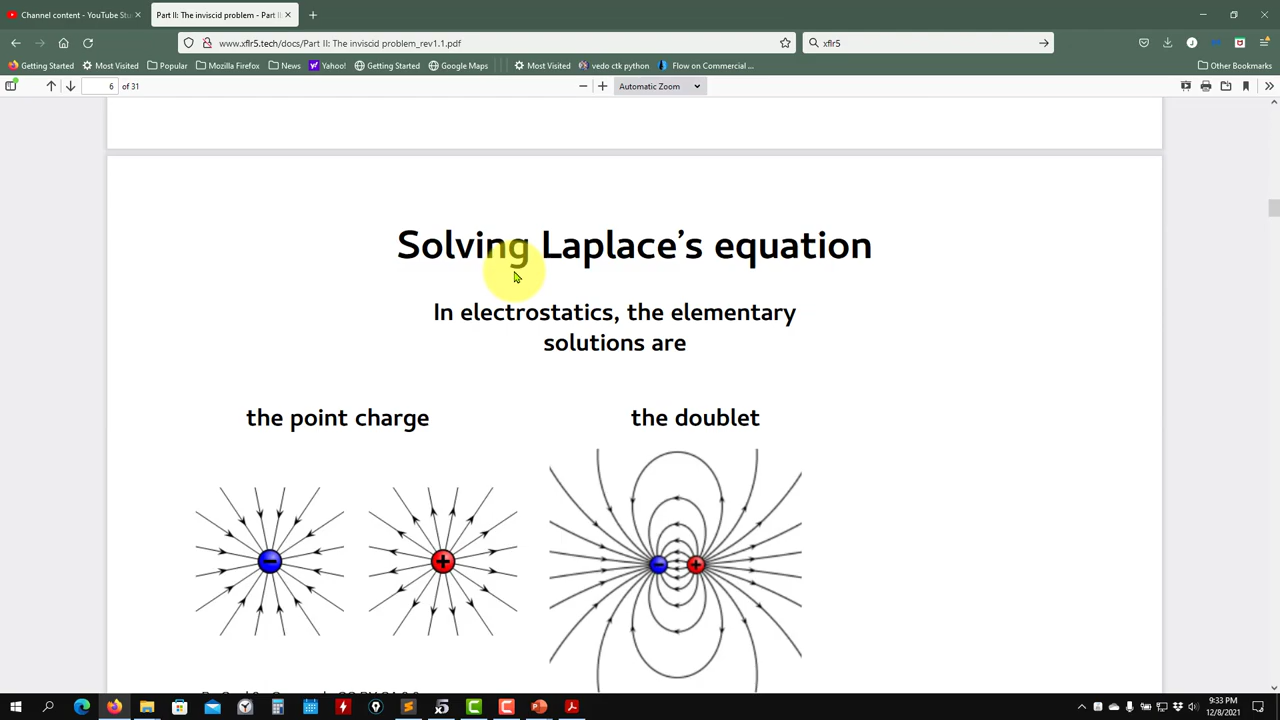 Channel content - YouTube Stu
Part II: The inviscid problem - Part II
www.xflr5.tech/docs/Part II: The inviscid problem_rev1.1.pdf
xflr5
Getting Started
Most Visited
Popular
Mozilla Firefox
News
Yahoo!
Getting Started
Google Maps
Most Visited
vedo ctk python
Flow on Commercial ...
Other Bookmarks
6 of 31
Automatic Zoom
Solving Laplace's equation
In electrostatics, the elementary
solutions are
the point charge
the doublet
9:33 PM
12/8/2021